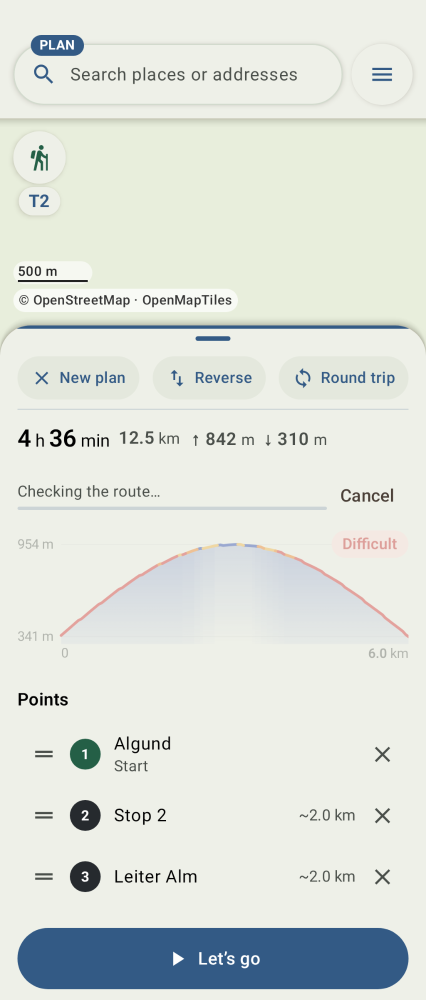 PLAN
Search places or addresses
T2
500 m
© OpenStreetMap · OpenMapTiles
New plan
Reverse
Round trip
4 h 36 min 12.5 km ↑ 842 m ↓ 310 m
Checking the route…
Cancel
954 m
Difficult
341 m
0
6.0 km
Points
1
Algund
Start
2
Stop 2
~2.0 km
3
Leiter Alm
~2.0 km
Let’s go